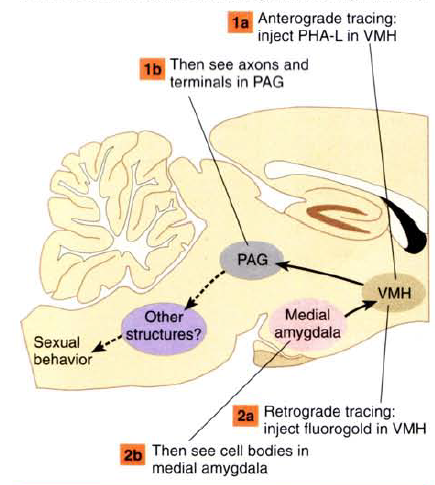 1a Anterograde tracing:
inject PHA-L in VMH
1b Then see axons and
terminals in PAG
PAG
VMH
Other
structures?
Medial
amygdala
Sexual
behavior
2a Retrograde tracing:
inject fluorogold in VMH
2b Then see cell bodies in
medial amygdala